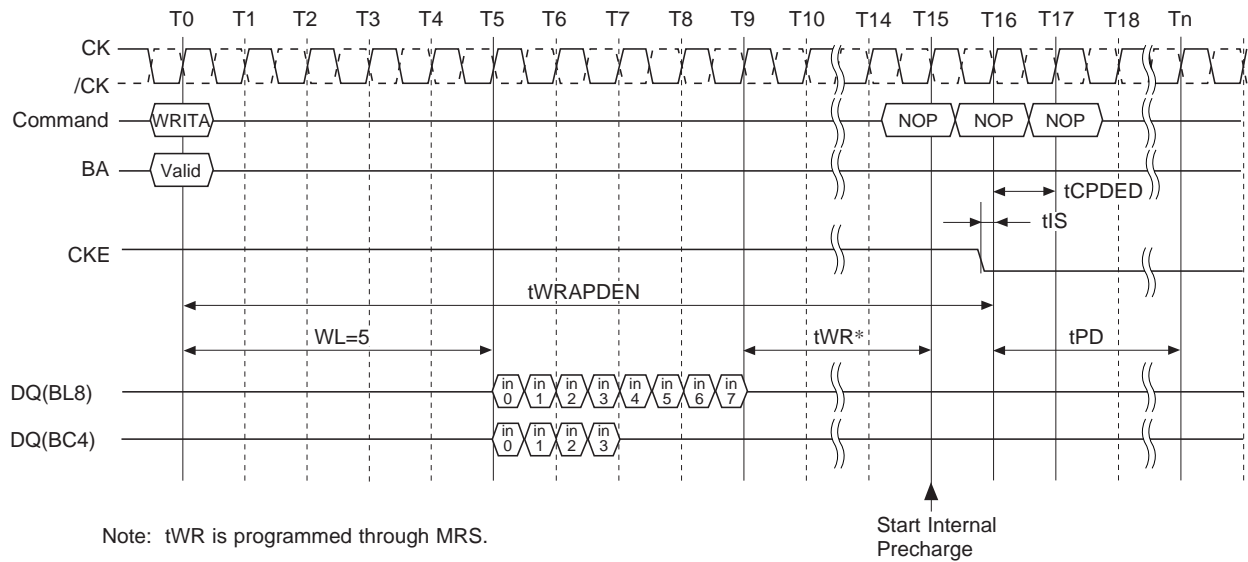 T0 T1 T2 T3 T4 T5 T6 T7 T8 T9 T10 T14 T15 T16 T17 T18 Tn
CK
/CK
Command WRITA NOP NOP NOP
BA Valid
tCPDED
tIS
CKE
tWRAPDEN
WL=5 tWR* tPD
DQ(BL8) in 0 in 1 in 2 in 3 in 4 in 5 in 6 in 7
DQ(BC4) in 0 in 1 in 2 in 3
Start Internal
Precharge
Note: tWR is programmed through MRS.